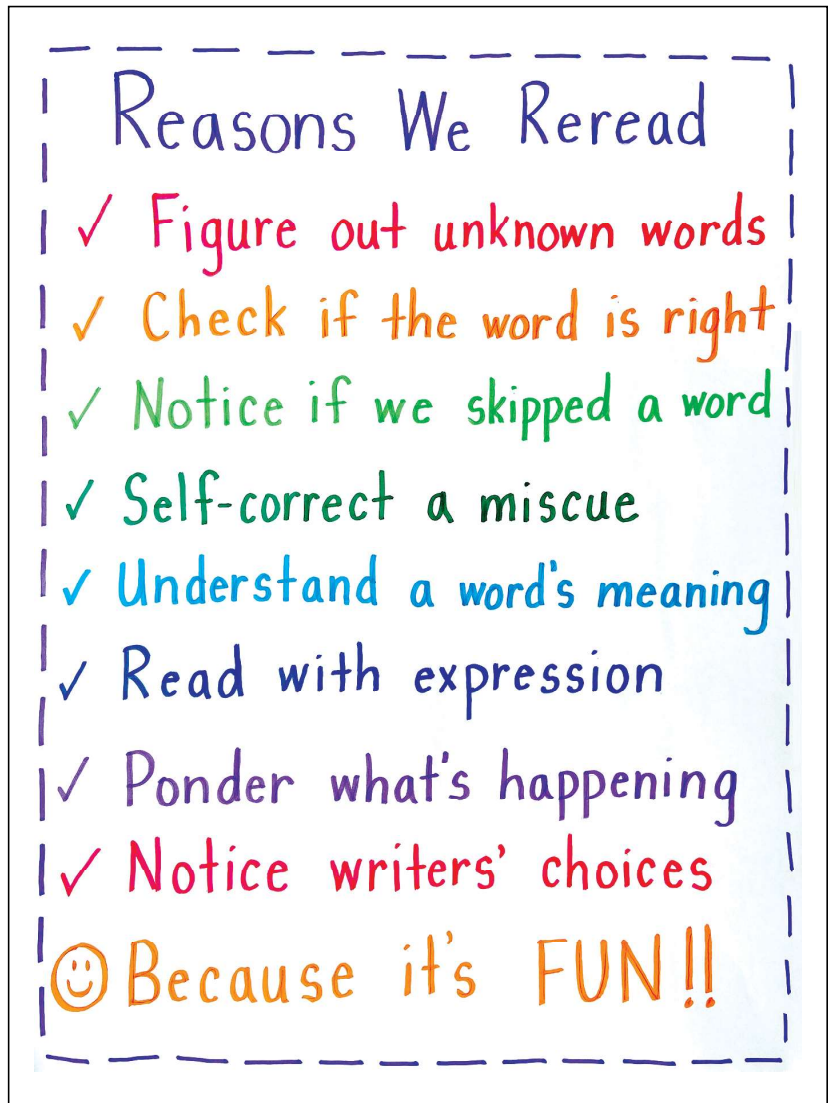 Reasons We Reread
✓ Figure out unknown words
✓ Check if the word is right
✓ Notice if we skipped a word
✓ Self-correct a miscue
✓ Understand a word's meaning
✓ Read with expression
✓ Ponder what's happening
✓ Notice writers' choices
☺ Because it's FUN!!